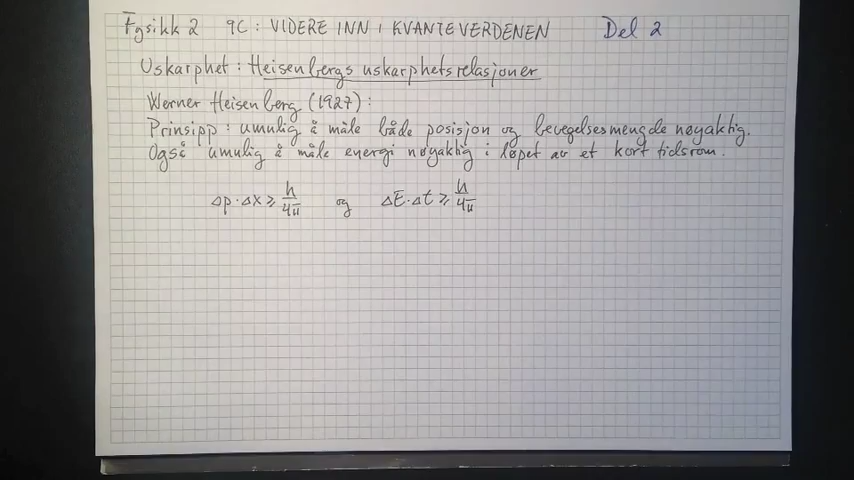 Fysikk 2 9C : VIDERE INN I KVANTEVERDENEN Del 2
Uskarphet : Heisenbergs uskarphetsrelasjoner
Werner Heisenberg (1927) :
Prinsipp : umulig å måle både posisjon og bevegelsesmengde nøyaktig.
Også umulig å måle energi nøyaktig i løpet av et kort tidsrom.
Δp·Δx ≥ h/4π og ΔE·Δt ≥ h/4π